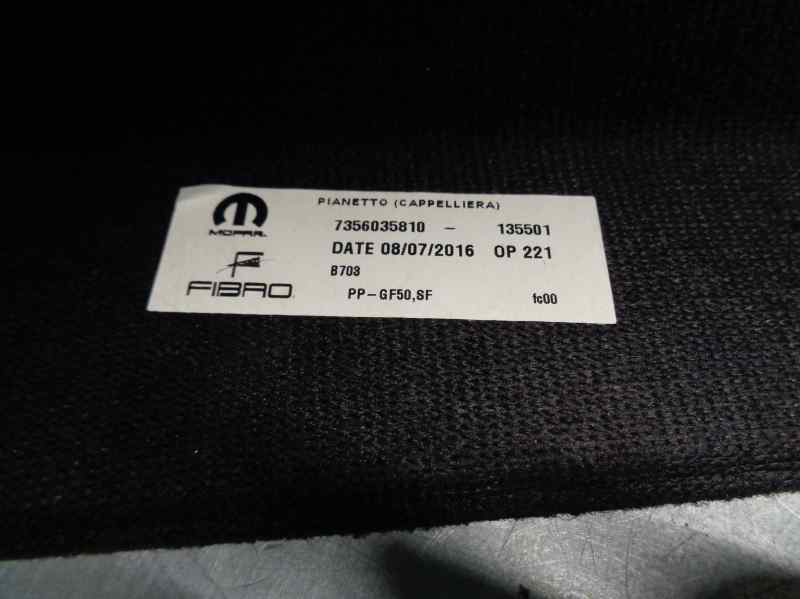 PIANETTO (CAPPELLIERA)
MOPAR.
7356035810 - 135501
DATE 08/07/2016 OP 221
B703
FIBRO
PP-GF50,SF fc00